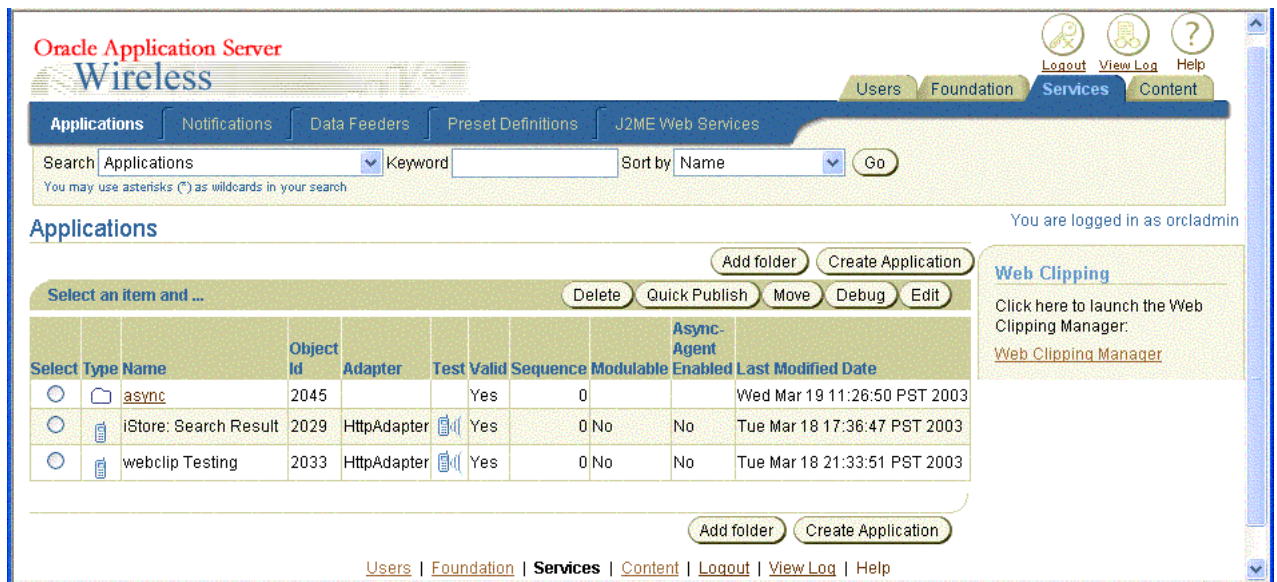 Oracle Application Server
Wireless
Logout View Log Help
Users Foundation Services Content
Applications Notifications Data Feeders Preset Definitions J2ME Web Services
Search Applications Keyword Sort by Name Go
You may use asterisks (*) as wildcards in your search
You are logged in as orcladmin
Applications
Add folder Create Application
Select an item and ...
Delete Quick Publish Move Debug Edit
Select Type Name Object Id Adapter Test Valid Sequence Modulable Async-Agent Enabled Last Modified Date
async 2045 Yes 0 Wed Mar 19 11:26:50 PST 2003
iStore: Search Result 2029 HttpAdapter Yes 0 No No Tue Mar 18 17:36:47 PST 2003
webclip Testing 2033 HttpAdapter Yes 0 No No Tue Mar 18 21:33:51 PST 2003
Add folder Create Application
Web Clipping
Click here to launch the Web
Clipping Manager:
Web Clipping Manager
Users | Foundation | Services | Content | Logout | View Log | Help